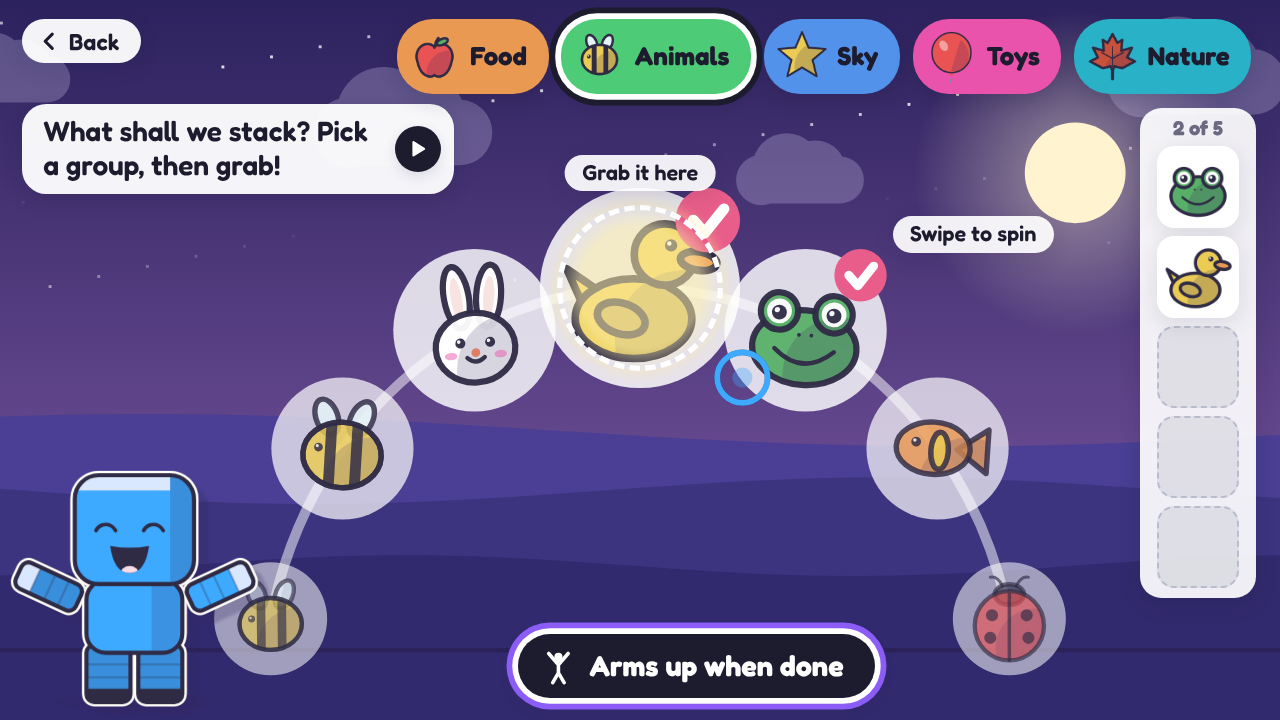 Back
Food
Animals
Sky
Toys
Nature
What shall we stack? Pick
a group, then grab!
2 of 5
Grab it here
Swipe to spin
Arms up when done